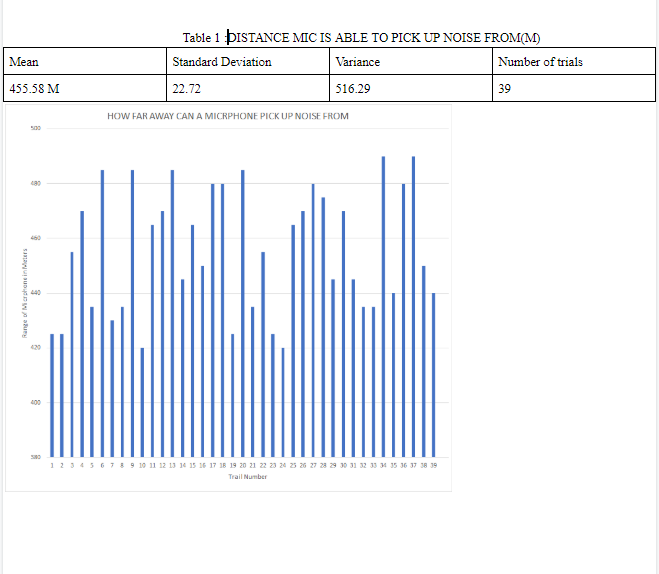 Table 1 :DISTANCE MIC IS ABLE TO PICK UP NOISE FROM(M)
Mean Standard Deviation Variance Number of trials
455.58 M 22.72 516.29 39
HOW FAR AWAY CAN A MICRPHONE PICK UP NOISE FROM
500
480
460
440
420
400
380
Range of Microphone in Meters
1 2 3 4 5 6 7 8 9 10 11 12 13 14 15 16 17 18 19 20 21 22 23 24 25 26 27 28 29 30 31 32 33 34 35 36 37 38 39
Trail Number